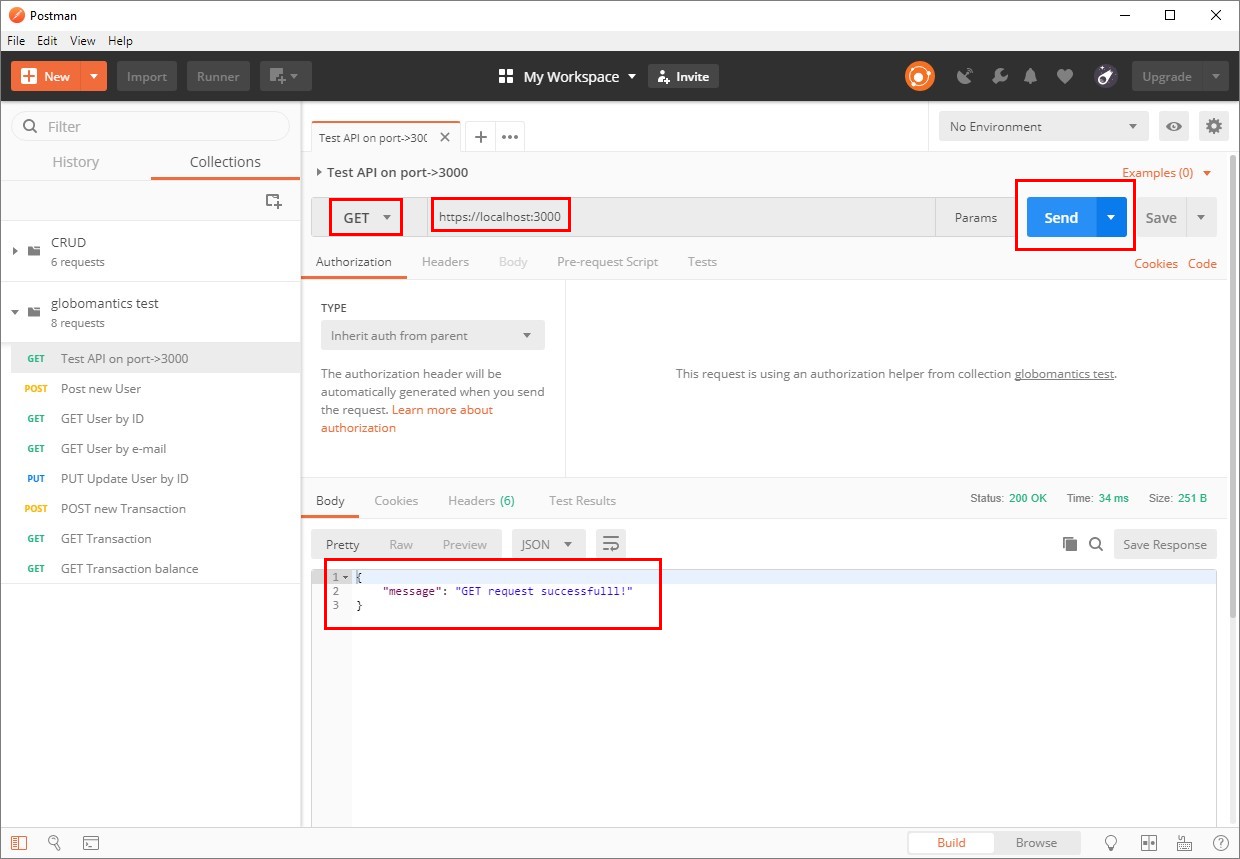 Postman
File Edit View Help
New Import Runner My Workspace Invite Upgrade
Filter
History Collections
CRUD
6 requests
globomantics test
8 requests
GET Test API on port->3000
POST Post new User
GET GET User by ID
GET GET User by e-mail
PUT PUT Update User by ID
POST POST new Transaction
GET GET Transaction
GET GET Transaction balance
Test API on port->300
No Environment
Test API on port->3000
Examples (0)
GET https://localhost:3000 Params Send Save
Authorization Headers Body Pre-request Script Tests
Cookies Code
TYPE
Inherit auth from parent
The authorization header will be
automatically generated when you send
the request. Learn more about
authorization
This request is using an authorization helper from collection globomantics test.
Body Cookies Headers (6) Test Results
Status: 200 OK Time: 34 ms Size: 251 B
Pretty Raw Preview JSON Save Response
1 {
2 "message": "GET request successfulll!"
3 }
Build Browse